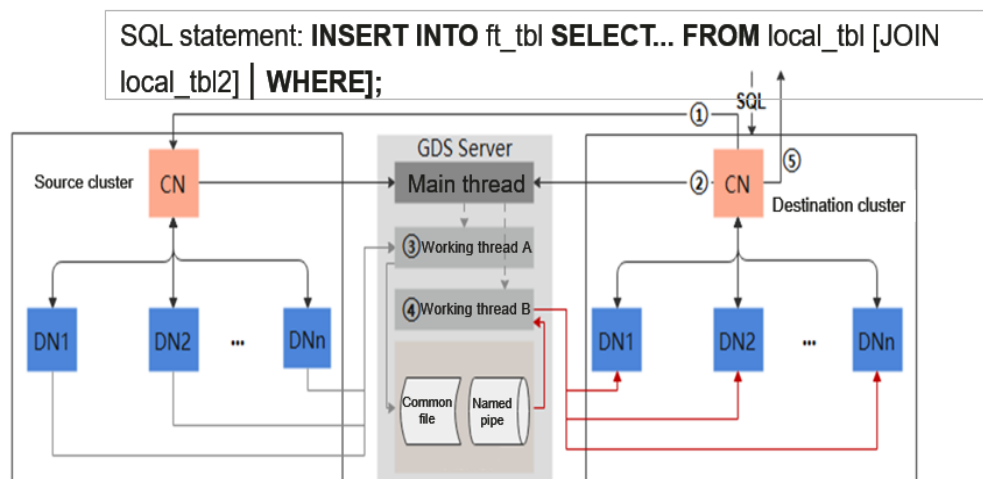 SQL statement: INSERT INTO ft_tbl SELECT... FROM local_tbl [JOIN
local_tbl2] | WHERE];
SQL
①
⑤
GDS Server
Source cluster
CN
Main thread
②
CN
Destination cluster
③ Working thread A
④ Working thread B
DN1
DN2
...
DNn
DN1
DN2
...
DNn
Common
file
Named
pipe